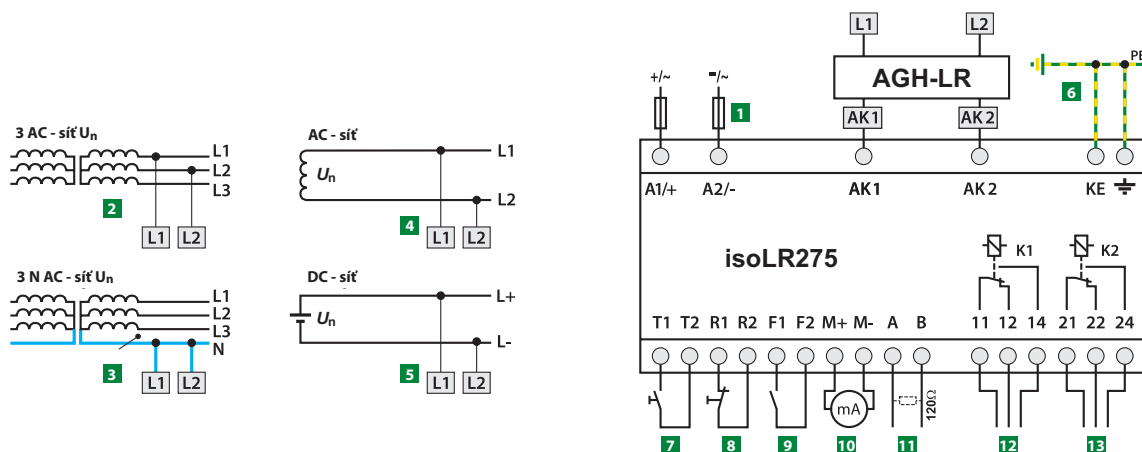 L1 L2
AGH-LR
PE
+/~ -/~ 1 AK1 AK2 6
A1/+ A2/- AK1 AK2 KE
isoLR275
K1 K2
T1 T2 R1 R2 F1 F2 M+ M- A B 11 12 14 21 22 24
mA 120Ω
7 8 9 10 11 12 13
3 AC - síť Un
L1
L2
L3
2
L1 L2
AC - síť
Un
L1
L2
4
L1 L2
3 N AC - síť Un
L1
L2
L3
N
3
L1 L2
DC - síť
Un
L+
L-
5
L1 L2